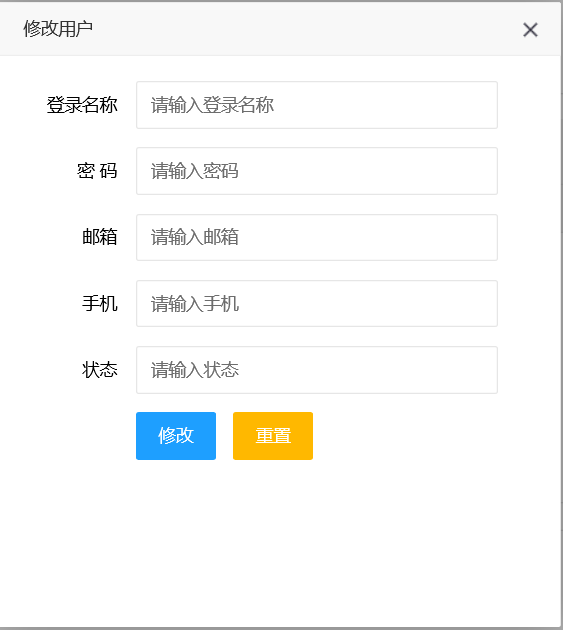 修改用户
登录名称 请输入登录名称
密 码 请输入密码
邮箱 请输入邮箱
手机 请输入手机
状态 请输入状态
修改 重置